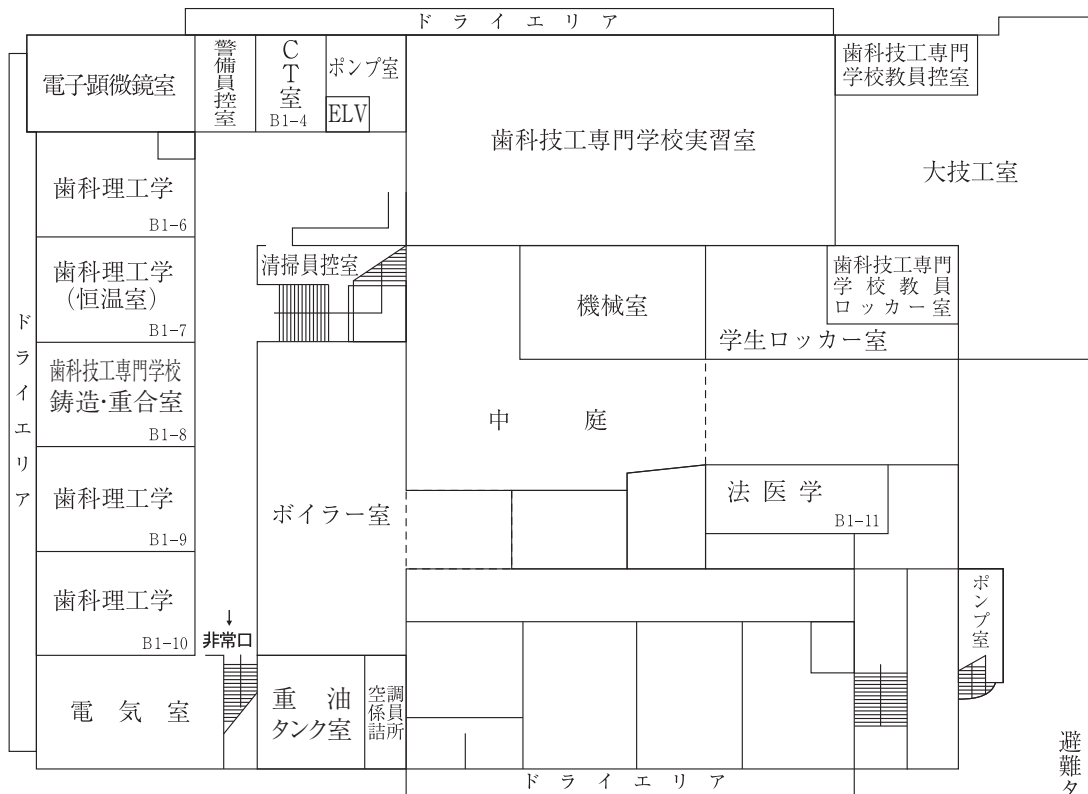 ドライエリア
電子顕微鏡室
警備員控室
CT室
B1-4
ポンプ室
ELV
歯科技工専門学校実習室
歯科技工専門
学校教員控室
大技工室
歯科理工学
B1-6
清掃員控室
歯科理工学
(恒温室)
B1-7
機械室
歯科技工専門
学校教員
ロッカー室
学生ロッカー室
ドライエリア
歯科技工専門学校
鋳造・重合室
B1-8
中庭
歯科理工学
B1-9
ボイラー室
法医学
B1-11
歯科理工学
B1-10
↓
非常口
ポンプ室
電気室
重油
タンク室
空調係員詰所
ドライエリア
避難タ